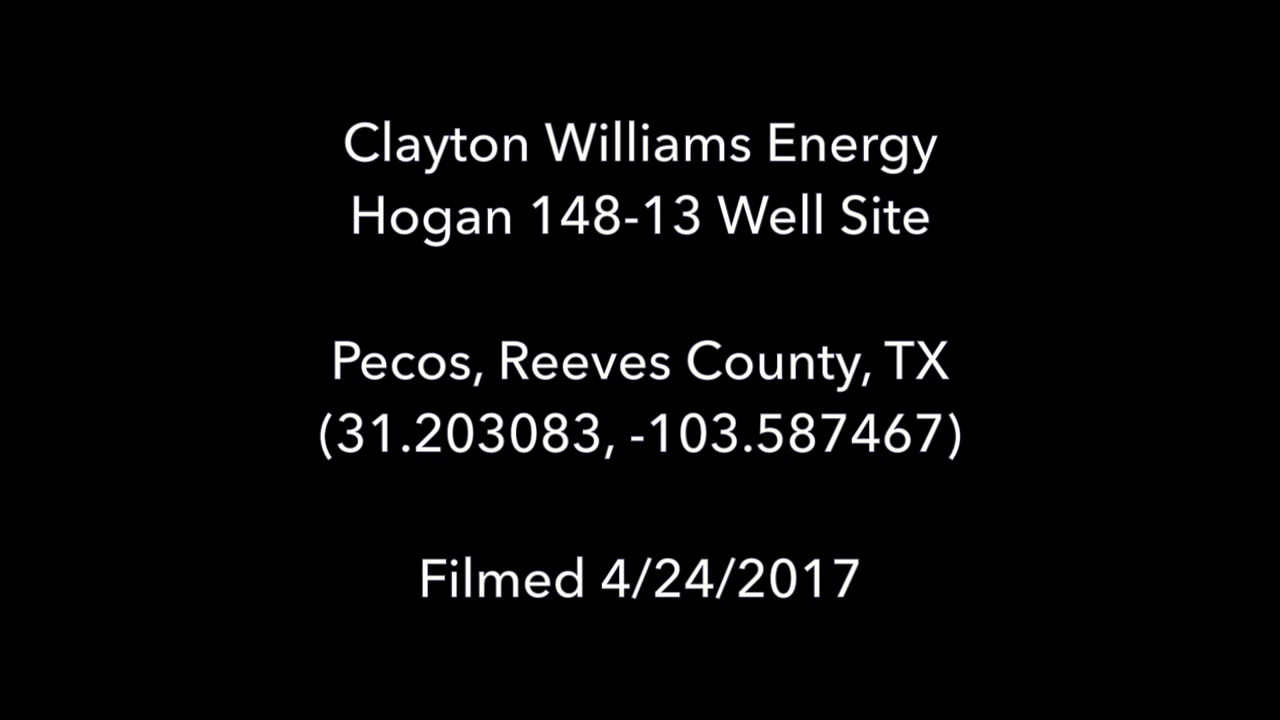 Clayton Williams Energy
Hogan 148-13 Well Site
Pecos, Reeves County, TX
(31.203083, -103.587467)
Filmed 4/24/2017